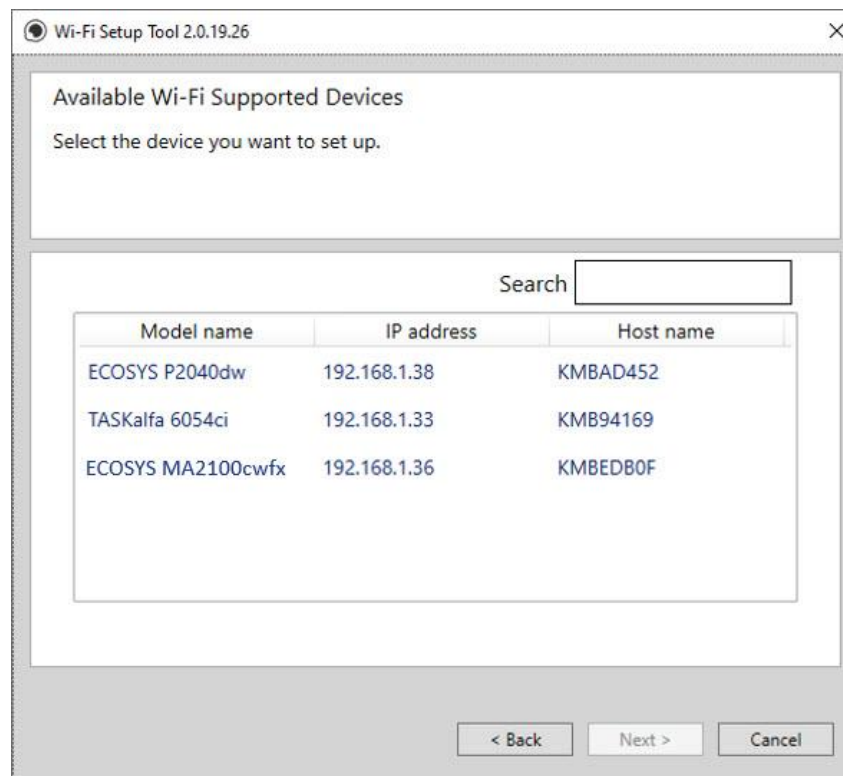 Wi-Fi Setup Tool 2.0.19.26
Available Wi-Fi Supported Devices
Select the device you want to set up.
Search
Model name IP address Host name
ECOSYS P2040dw 192.168.1.38 KMBAD452
TASKalfa 6054ci 192.168.1.33 KMB94169
ECOSYS MA2100cwfx 192.168.1.36 KMBEDB0F
< Back Next > Cancel